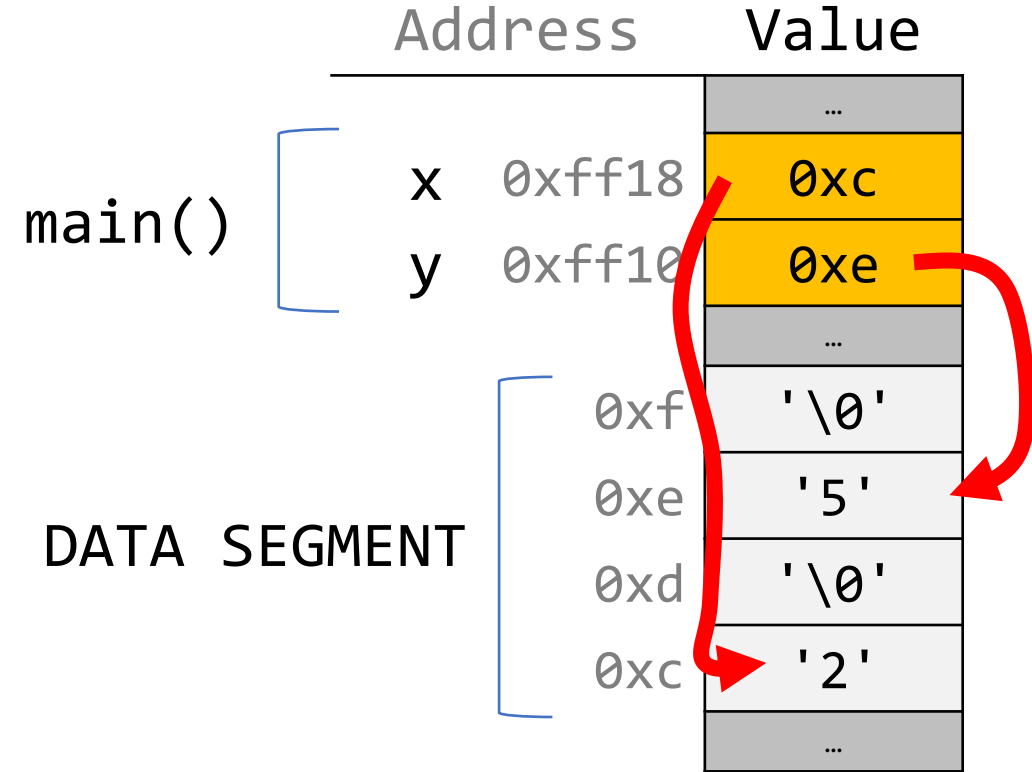 Address Value
…
x 0xff18 0xc
main()
y 0xff10 0xe
…
0xf '\0'
0xe '5'
DATA SEGMENT
0xd '\0'
0xc '2'
…